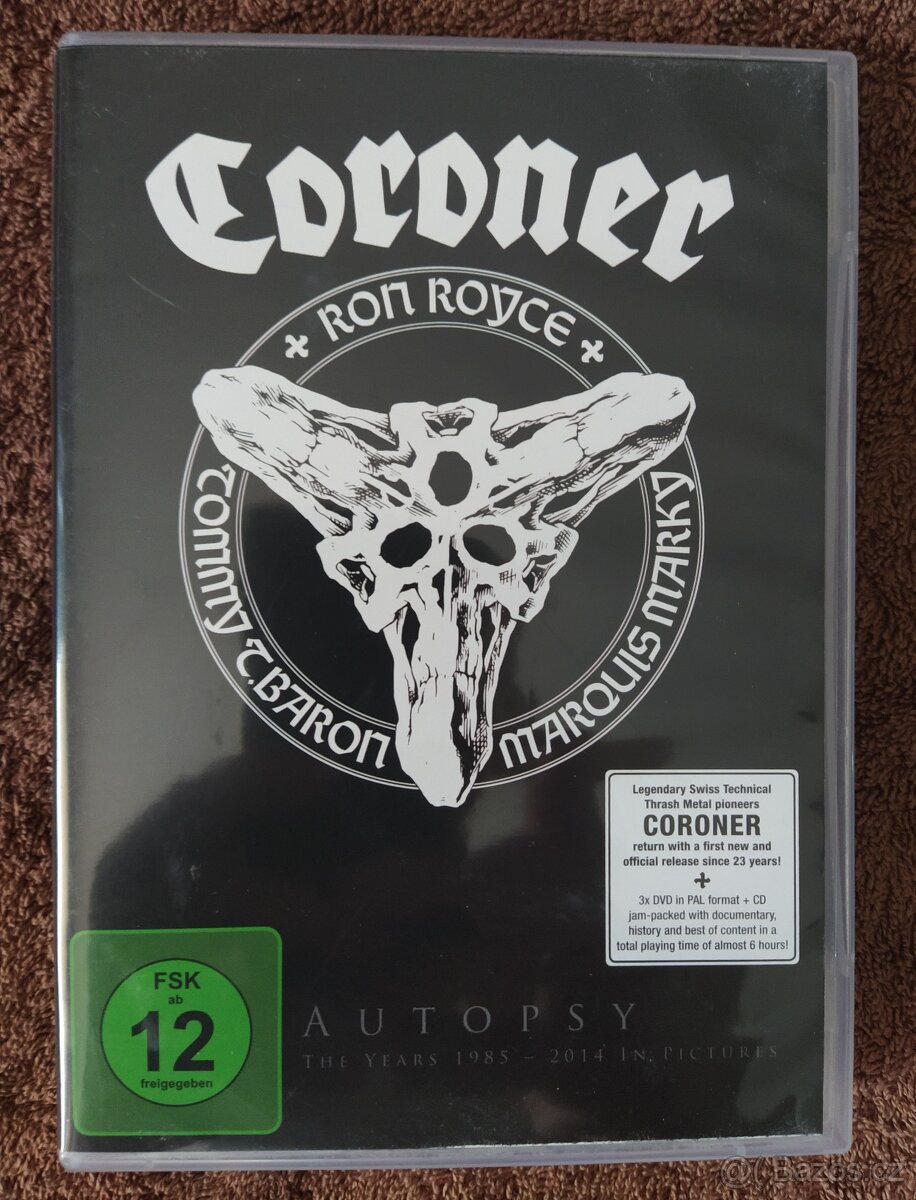 Coroner
RON ROYCE
TOMMY T.BARON
MARQUIS MARKY
Legendary Swiss Technical
Thrash Metal pioneers
CORONER
return with a first new and
official release since 23 years!
3x DVD in PAL format + CD
jam-packed with documentary,
history and best of content in a
total playing time of almost 6 hours!
FSK
ab
12
freigegeben
AUTOPSY
THE YEARS 1985 – 2014 IN PICTURES
@ Bazos.cz